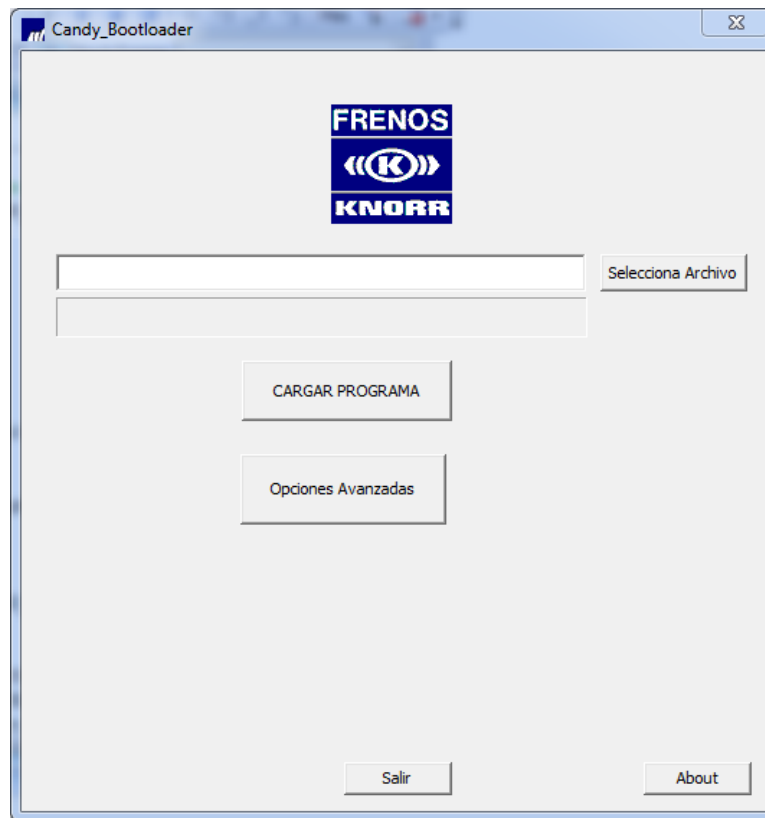 Candy_Bootloader
FRENOS
K
KNORR
Selecciona Archivo
CARGAR PROGRAMA
Opciones Avanzadas
Salir
About